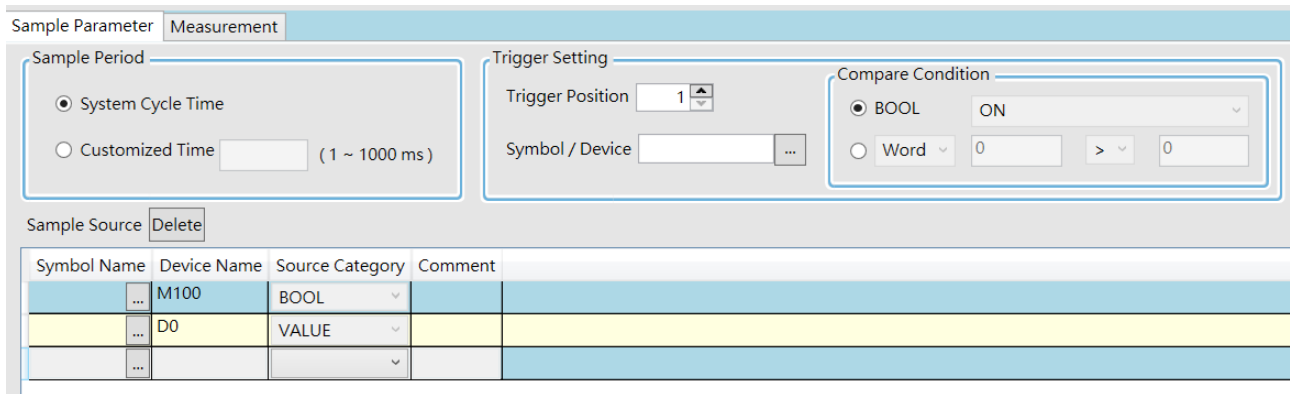 Sample Parameter Measurement
Sample Period
System Cycle Time
Customized Time ( 1 ~ 1000 ms )
Trigger Setting
Trigger Position 1
Symbol / Device ...
Compare Condition
BOOL ON
Word 0 > 0
Sample Source Delete
Symbol Name Device Name Source Category Comment
... M100 BOOL
... D0 VALUE
...